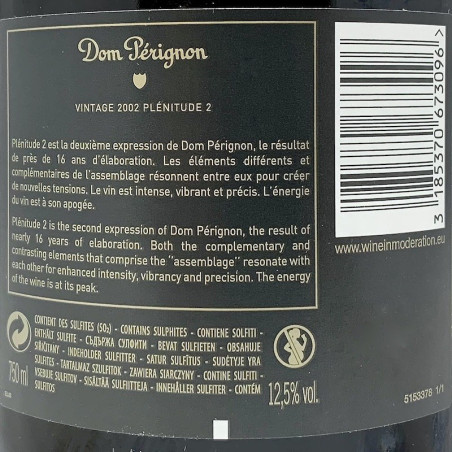 Dom Pérignon
VINTAGE 2002 PLÉNITUDE 2
Plénitude 2 est la deuxième expression de Dom Pérignon, le résultat
de près de 16 ans d'élaboration. Les éléments différents et
complémentaires de l'assemblage résonnent entre eux pour créer
de nouvelles tensions. Le vin est intense, vibrant et précis. L'énergie
du vin est à son apogée.
Plénitude 2 is the second expression of Dom Pérignon, the result of
nearly 16 years of elaboration. Both the complementary and
contrasting elements that comprise the "assemblage" resonate with
each other for enhanced intensity, vibrancy and precision. The energy
of the wine is at its peak.
3 185370 673096>
www.wineinmoderation.eu
CONTIENT DES SULFITES (SO₂) - CONTAINS SULPHITES - CONTIENE SOLFITI -
ENTHÄLT SULFITE - СЪДЪРЖА СУЛФИТИ - BEVAT SULFIETEN - OBSAHUJE
SIŘIČITANY - INDEHOLDER SULFITTER - SATUR SULFĪTUS - SUDĖTYJE YRA
SULFITES - TARTALMAZ SZULFITOK - ZAWIERA SIARCZYNY - CONTINE SULFITI -
VSEBUJE SULFITOV - SISÄLTÄÄ SULFIITTEJA - INNEHÅLLER SULFITER - CONTÉM
SULFITOS
750 ml
12,5% vol.
5153378 1/1